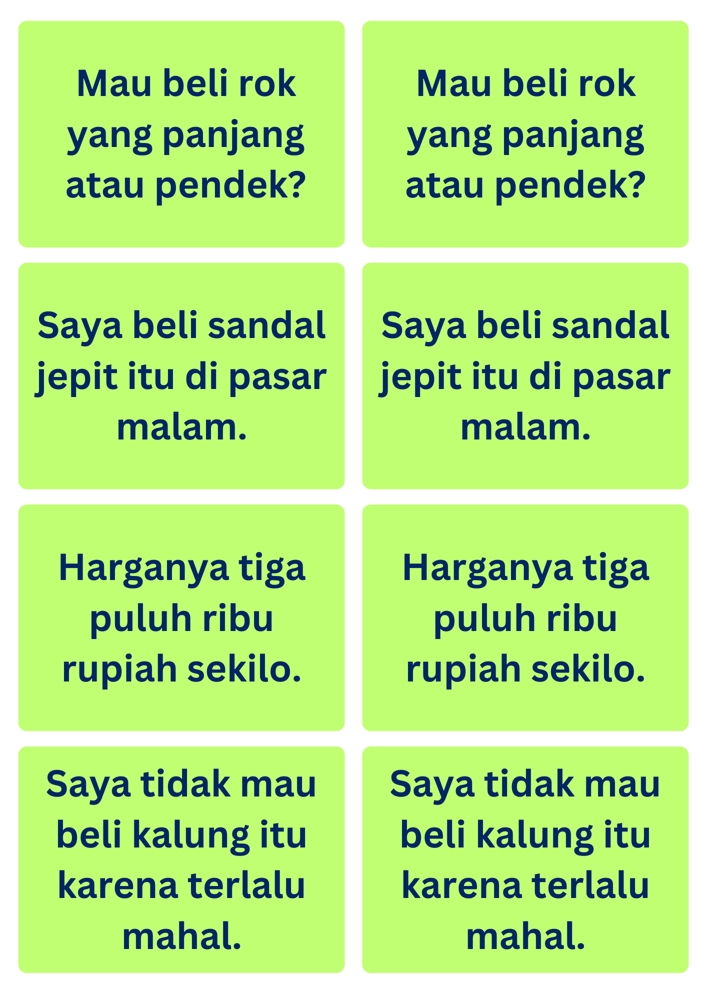 Mau beli rok
yang panjang
atau pendek?
Mau beli rok
yang panjang
atau pendek?
Saya beli sandal
jepit itu di pasar
malam.
Saya beli sandal
jepit itu di pasar
malam.
Harganya tiga
puluh ribu
rupiah sekilo.
Harganya tiga
puluh ribu
rupiah sekilo.
Saya tidak mau
beli kalung itu
karena terlalu
mahal.
Saya tidak mau
beli kalung itu
karena terlalu
mahal.